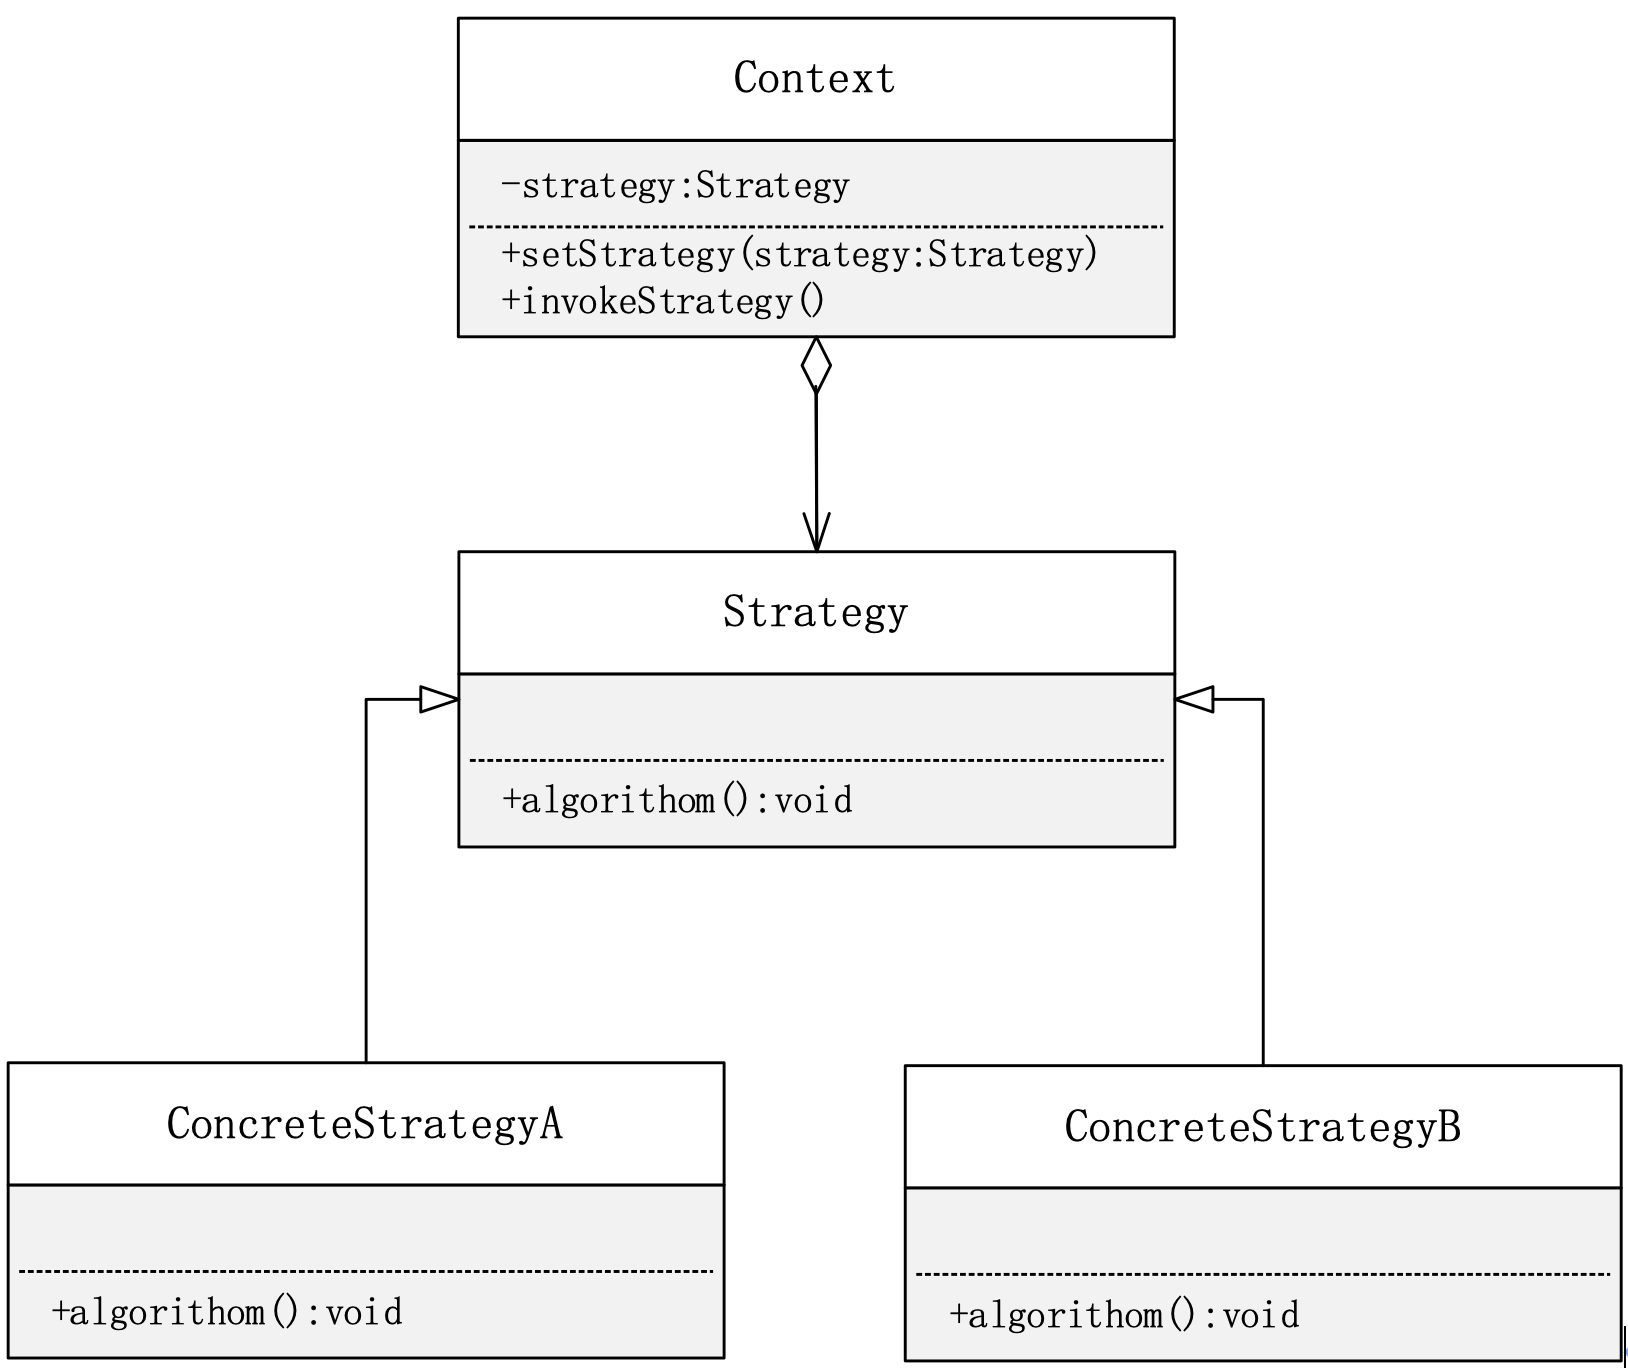 Context
-strategy:Strategy
+setStrategy(strategy:Strategy)
+invokeStrategy()
Strategy
+algorithom():void
ConcreteStrategyA
+algorithom():void
ConcreteStrategyB
+algorithom():void